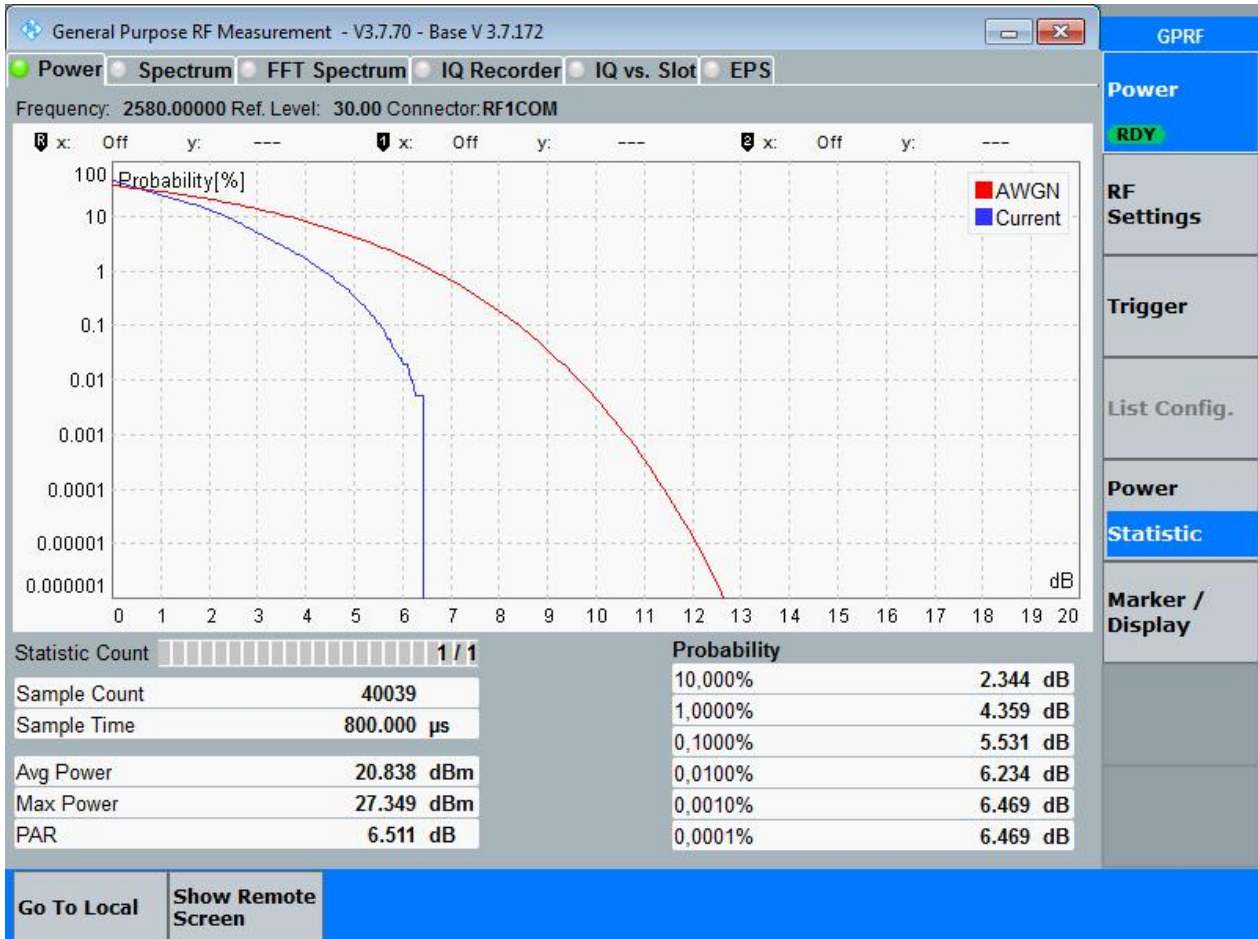 General Purpose RF Measurement - V3.7.70 - Base V 3.7.172
Power Spectrum FFT Spectrum IQ Recorder IQ vs. Slot EPS
Frequency: 2580.00000 Ref. Level: 30.00 Connector:RF1COM
R x: Off y: --- 1 x: Off y: --- 2 x: Off y: ---
Probability[%]
AWGN
Current
100
10
1
0.1
0.01
0.001
0.0001
0.00001
0.000001
dB
0 1 2 3 4 5 6 7 8 9 10 11 12 13 14 15 16 17 18 19 20
Statistic Count 1 / 1
Sample Count 40039
Sample Time 800.000 µs
Avg Power 20.838 dBm
Max Power 27.349 dBm
PAR 6.511 dB
Probability
10,000% 2.344 dB
1,0000% 4.359 dB
0,1000% 5.531 dB
0,0100% 6.234 dB
0,0010% 6.469 dB
0,0001% 6.469 dB
GPRF
Power
RDY
RF
Settings
Trigger
List Config.
Power
Statistic
Marker /
Display
Go To Local
Show Remote
Screen